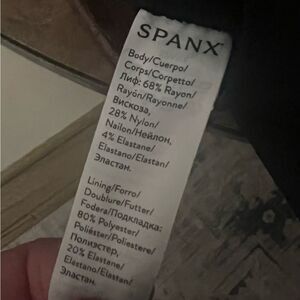 SPANX®
Body/Cuerpo/
Corps/Corpetto/
Лиф: 68% Rayon/
Rayón/Rayonne/
Вискоза,
28% Nylon/
Nailon/Нейлон,
4% Elastane/
Elastano/Elastan/
Эластан.
Lining/Forro/
Doublure/Futter/
Fodera/Подкладка:
80% Polyester/
Poliéster/Poliestere/
Полиэстер,
20% Elastane/
Elastano/Elastan/
Эластан.